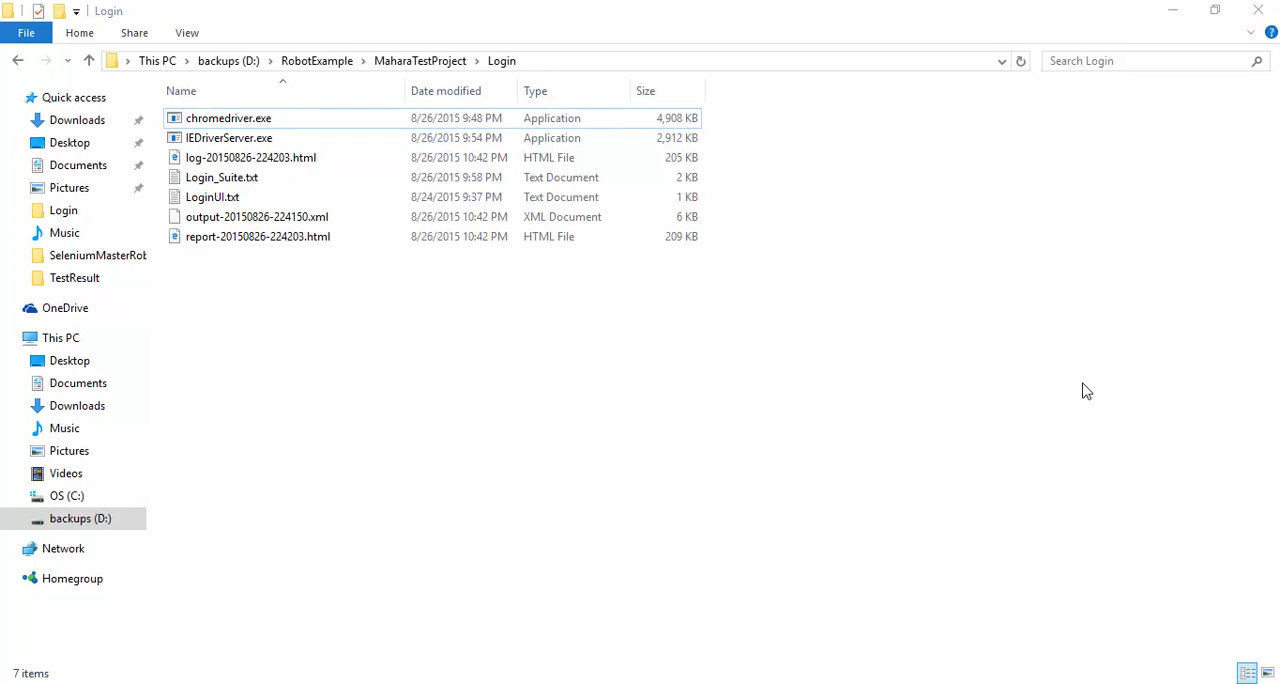 Login
File Home Share View
This PC backups (D:) RobotExample MaharaTestProject Login Search Login
Name Date modified Type Size
chromedriver.exe 8/26/2015 9:48 PM Application 4,908 KB
IEDriverServer.exe 8/26/2015 9:54 PM Application 2,912 KB
log-20150826-224203.html 8/26/2015 10:42 PM HTML File 205 KB
Login_Suite.txt 8/26/2015 9:58 PM Text Document 2 KB
LoginUI.txt 8/24/2015 9:37 PM Text Document 1 KB
output-20150826-224150.xml 8/26/2015 10:42 PM XML Document 6 KB
report-20150826-224203.html 8/26/2015 10:42 PM HTML File 209 KB
Quick access
Downloads
Desktop
Documents
Pictures
Login
Music
SeleniumMasterRob
TestResult
OneDrive
This PC
Desktop
Documents
Downloads
Music
Pictures
Videos
OS (C:)
backups (D:)
Network
Homegroup
7 items